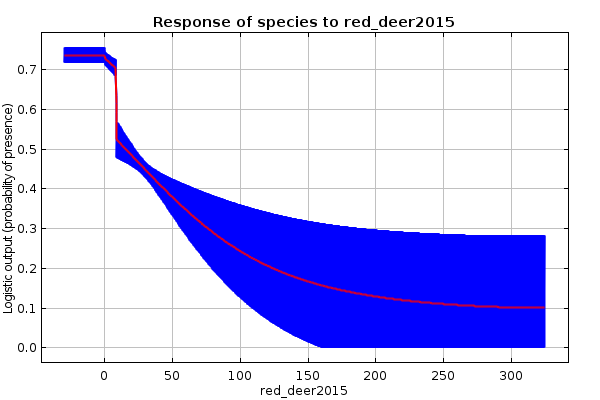 Response of species to red_deer2015
Logistic output (probability of presence)
0.7
0.6
0.5
0.4
0.3
0.2
0.1
0.0
0 50 100 150 200 250 300
red_deer2015